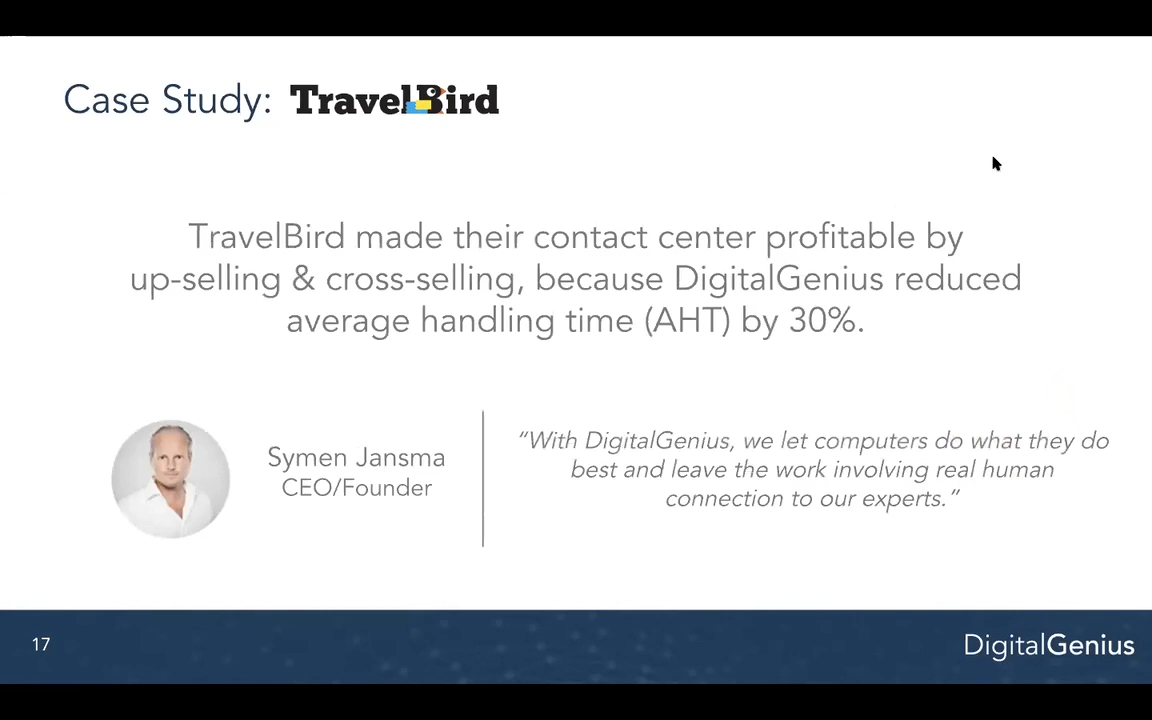 Case Study: TravelBird
TravelBird made their contact center profitable by
up-selling & cross-selling, because DigitalGenius reduced
average handling time (AHT) by 30%.
Symen Jansma
CEO/Founder
“With DigitalGenius, we let computers do what they do
best and leave the work involving real human
connection to our experts.”
17
DigitalGenius